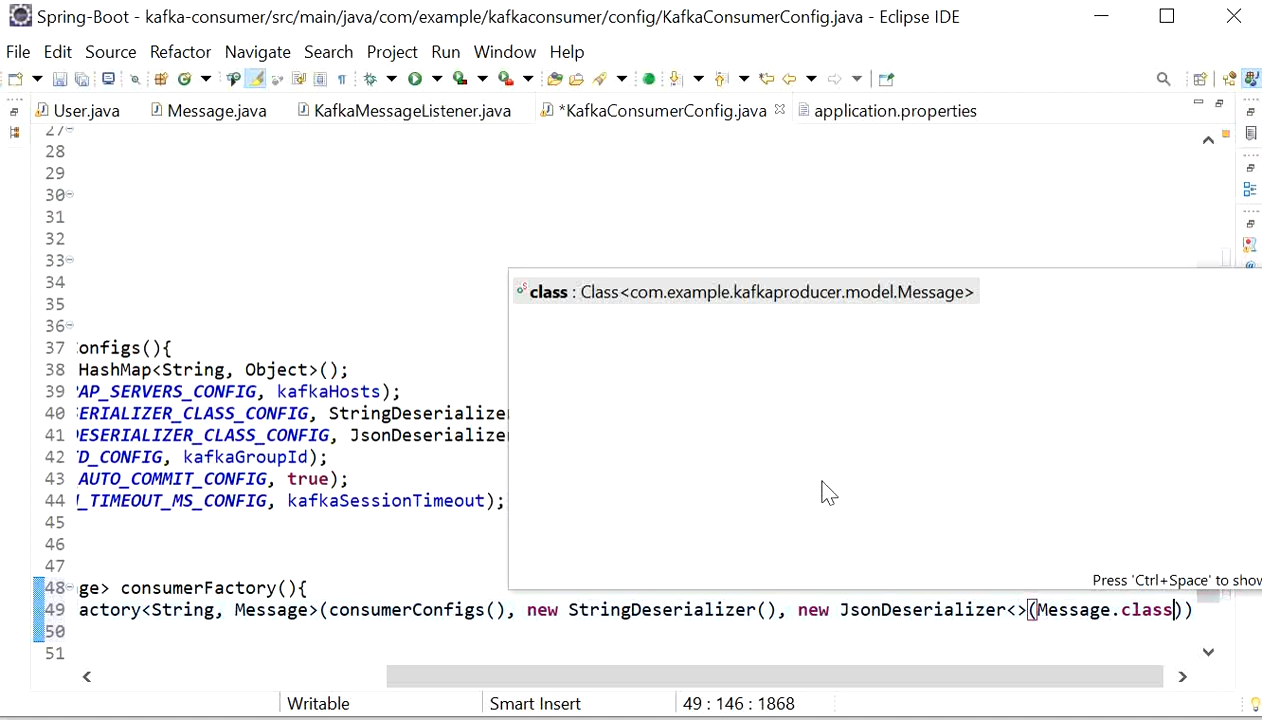 Spring-Boot - kafka-consumer/src/main/java/com/example/kafkaconsumer/config/KafkaConsumerConfig.java - Eclipse IDE
File Edit Source Refactor Navigate Search Project Run Window Help
User.java Message.java KafkaMessageListener.java *KafkaConsumerConfig.java application.properties
27
28
29
30
31
32
33
34
35
36
37 onfigs(){
38 HashMap<String, Object>();
39 AP_SERVERS_CONFIG, kafkaHosts);
40 ERIALIZER_CLASS_CONFIG, StringDeserializer
41 ESERIALIZER_CLASS_CONFIG, JsonDeserializer
42 D_CONFIG, kafkaGroupId);
43 AUTO_COMMIT_CONFIG, true);
44 _TIMEOUT_MS_CONFIG, kafkaSessionTimeout);
45
46
47
48 ge> consumerFactory(){
49 actory<String, Message>(consumerConfigs(), new StringDeserializer(), new JsonDeserializer<>(Message.class))
50
51
class : Class<com.example.kafkaproducer.model.Message>
Press 'Ctrl+Space' to show
Writable Smart Insert 49 : 146 : 1868